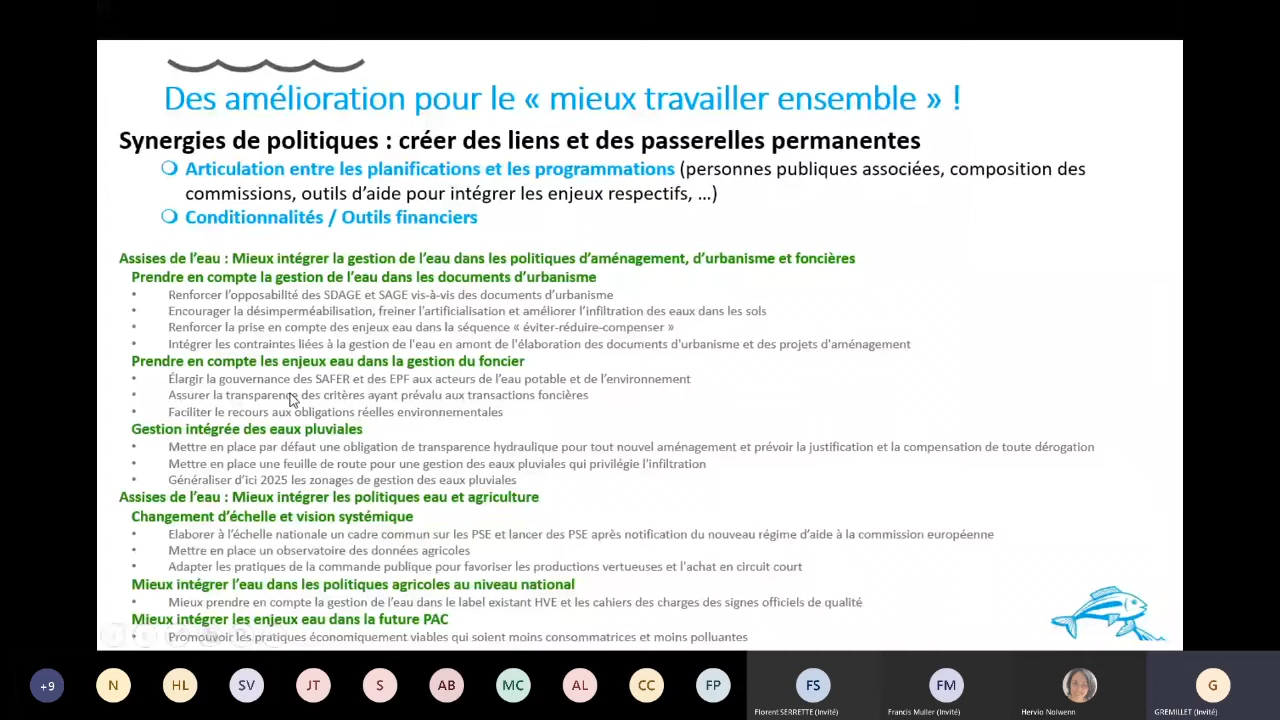 Des amélioration pour le « mieux travailler ensemble » !
Synergies de politiques : créer des liens et des passerelles permanentes
Articulation entre les planifications et les programmations (personnes publiques associées, composition des
commissions, outils d’aide pour intégrer les enjeux respectifs, …)
Conditionnalités / Outils financiers
Assises de l’eau : Mieux intégrer la gestion de l’eau dans les politiques d’aménagement, d’urbanisme et foncières
Prendre en compte la gestion de l’eau dans les documents d’urbanisme
• Renforcer l’opposabilité des SDAGE et SAGE vis-à-vis des documents d’urbanisme
• Encourager la désimperméabilisation, freiner l’artificialisation et améliorer l’infiltration des eaux dans les sols
• Renforcer la prise en compte des enjeux eau dans la séquence « éviter-réduire-compenser »
• Intégrer les contraintes liées à la gestion de l'eau en amont de l'élaboration des documents d'urbanisme et des projets d'aménagement
Prendre en compte les enjeux eau dans la gestion du foncier
• Élargir la gouvernance des SAFER et des EPF aux acteurs de l’eau potable et de l’environnement
• Assurer la transparence des critères ayant prévalu aux transactions foncières
• Faciliter le recours aux obligations réelles environnementales
Gestion intégrée des eaux pluviales
• Mettre en place par défaut une obligation de transparence hydraulique pour tout nouvel aménagement et prévoir la justification et la compensation de toute dérogation
• Mettre en place une feuille de route pour une gestion des eaux pluviales qui privilégie l'infiltration
• Généraliser d’ici 2025 les zonages de gestion des eaux pluviales
Assises de l’eau : Mieux intégrer les politiques eau et agriculture
Changement d’échelle et vision systémique
• Elaborer à l’échelle nationale un cadre commun sur les PSE et lancer des PSE après notification du nouveau régime d’aide à la commission européenne
• Mettre en place un observatoire des données agricoles
• Adapter les pratiques de la commande publique pour favoriser les productions vertueuses et l'achat en circuit court
Mieux intégrer l’eau dans les politiques agricoles au niveau national
• Mieux prendre en compte la gestion de l’eau dans le label existant HVE et les cahiers des charges des signes officiels de qualité
Mieux intégrer les enjeux eau dans la future PAC
• Promouvoir les pratiques économiquement viables qui soient moins consommatrices et moins polluantes
+9 N HL SV JT S AB MC AL CC FP FS FM G
Florent SERRETTE (Invité) Francis Muller (Invité) Hervio Nolwenn GREMILLET (Invité)